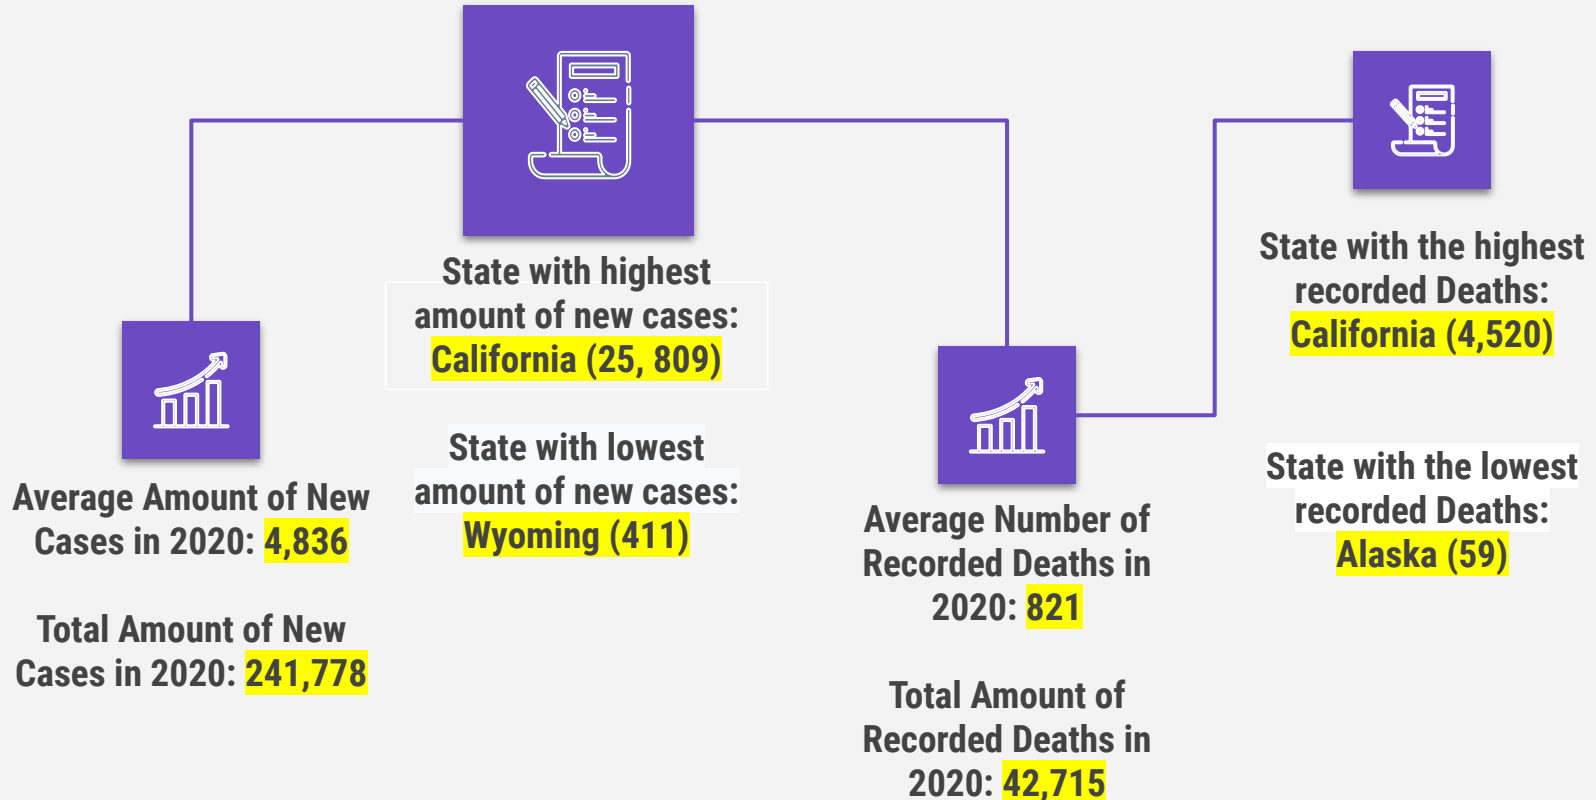 Average Amount of New
Cases in 2020: 4,836
Total Amount of New
Cases in 2020: 241,778
State with highest
amount of new cases:
California (25, 809)
State with lowest
amount of new cases:
Wyoming (411)
Average Number of
Recorded Deaths in
2020: 821
Total Amount of
Recorded Deaths in
2020: 42,715
State with the highest
recorded Deaths:
California (4,520)
State with the lowest
recorded Deaths:
Alaska (59)